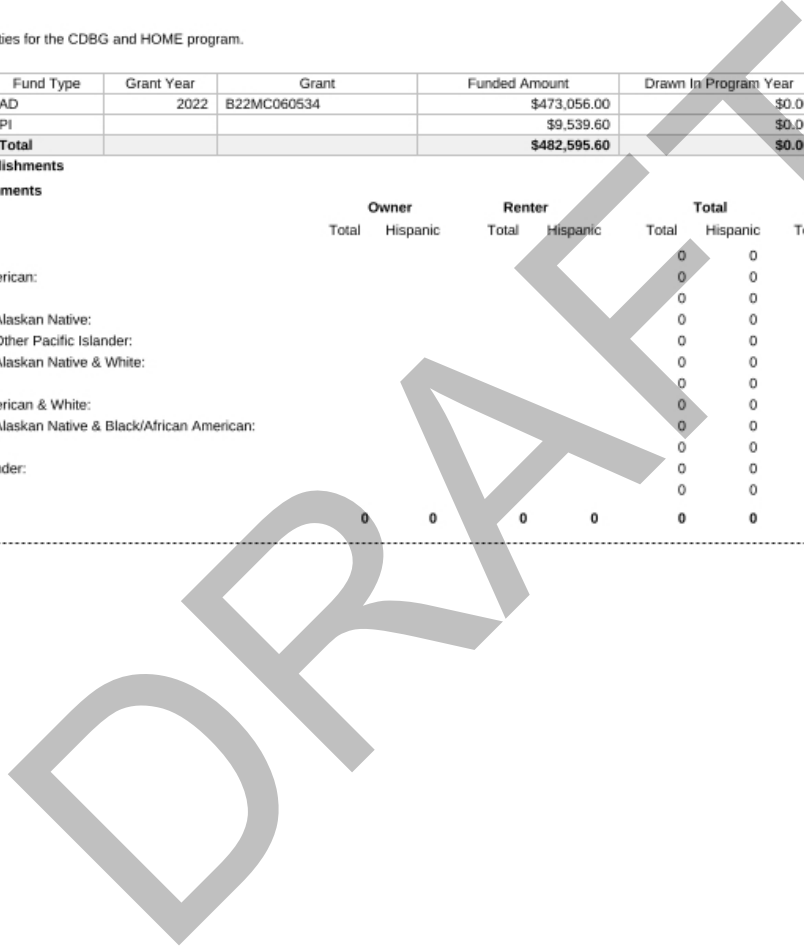 ties for the CDBG and HOME program.
Fund Type Grant Year Grant Funded Amount Drawn In Program Year
AD 2022 B22MC060534 $473,056.00 $0.0
PI $9,539.60 $0.0
Total $482,595.60 $0.0
lishments
ments
Owner Renter Total
Total Hispanic Total Hispanic Total Hispanic T
0 0
erican: 0 0
0 0
Alaskan Native: 0 0
Other Pacific Islander: 0 0
Alaskan Native & White: 0 0
0 0
erican & White: 0 0
Alaskan Native & Black/African American: 0 0
0 0
nder: 0 0
0 0
0 0 0 0 0 0
DRAFT